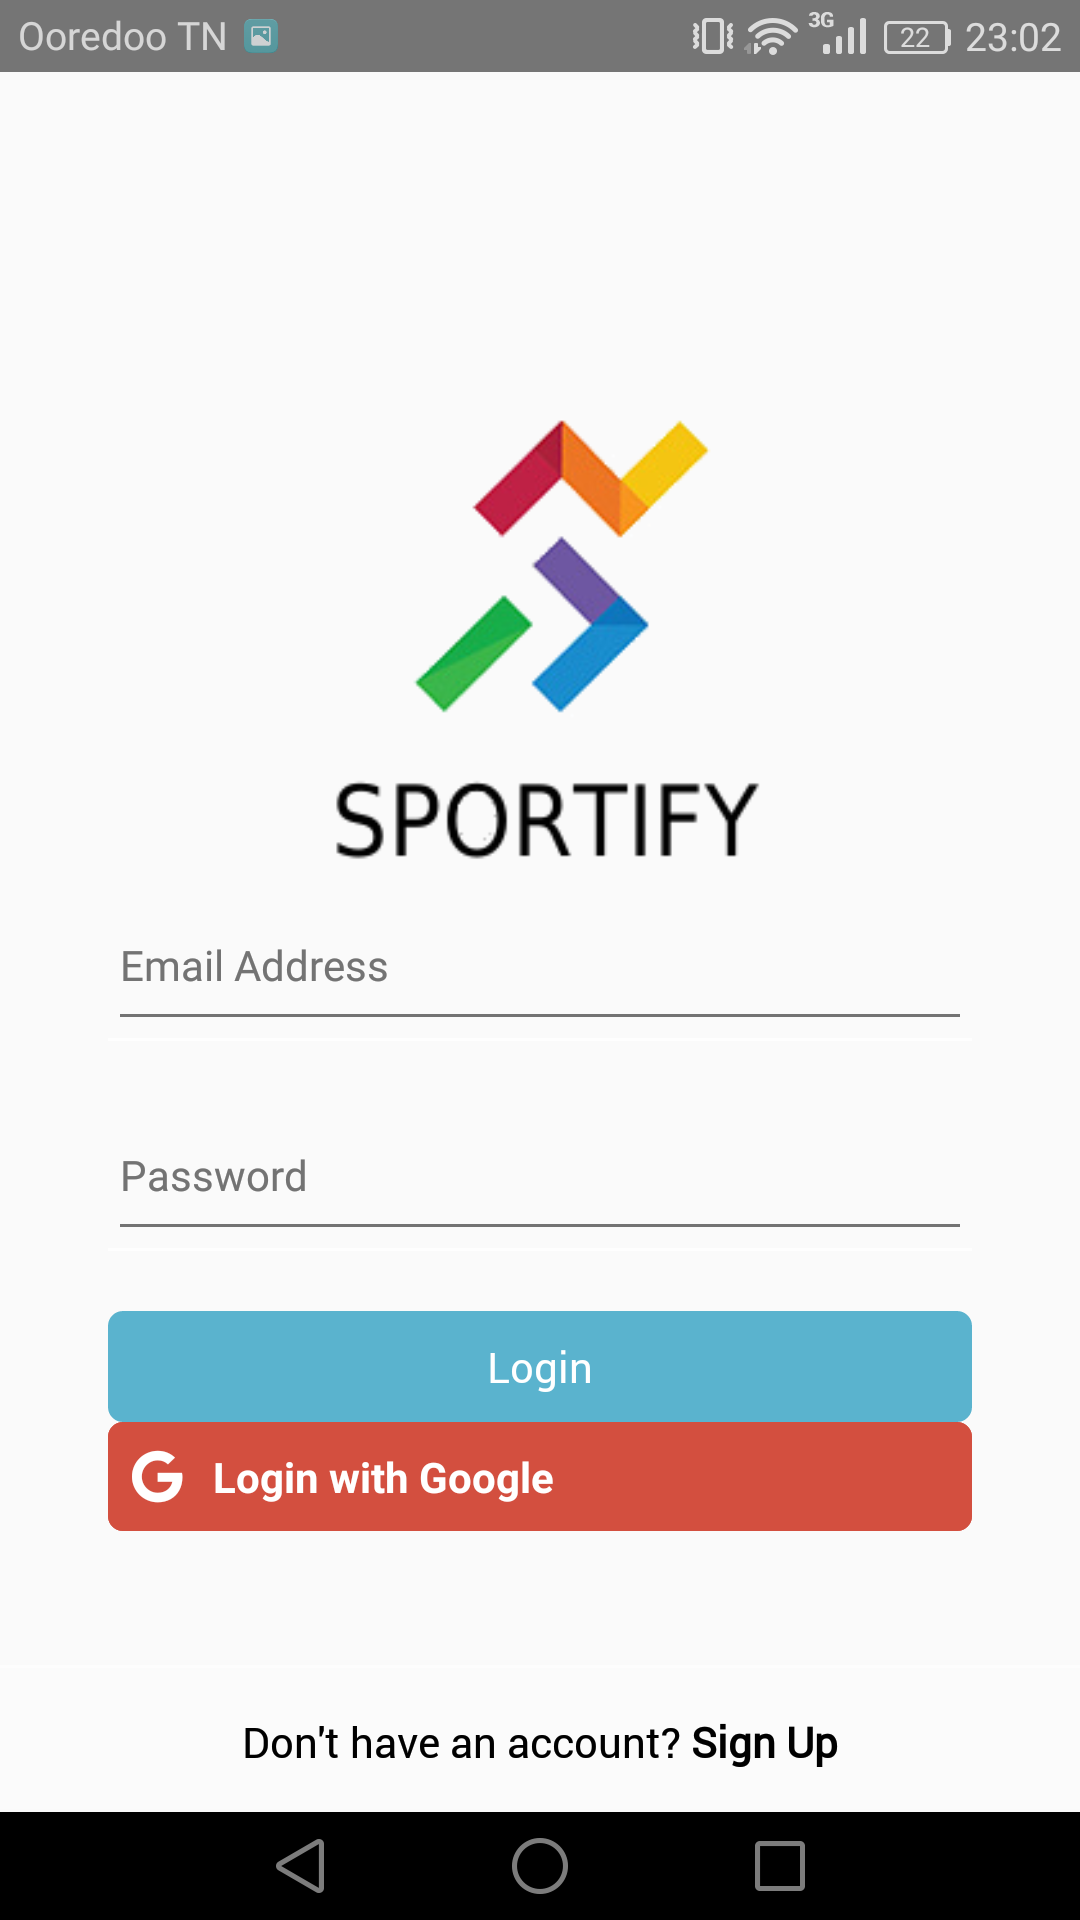 Ooredoo TN 3G 22 23:02
SPORTIFY
Email Address
Password
Login
G Login with Google
Don't have an account? Sign Up